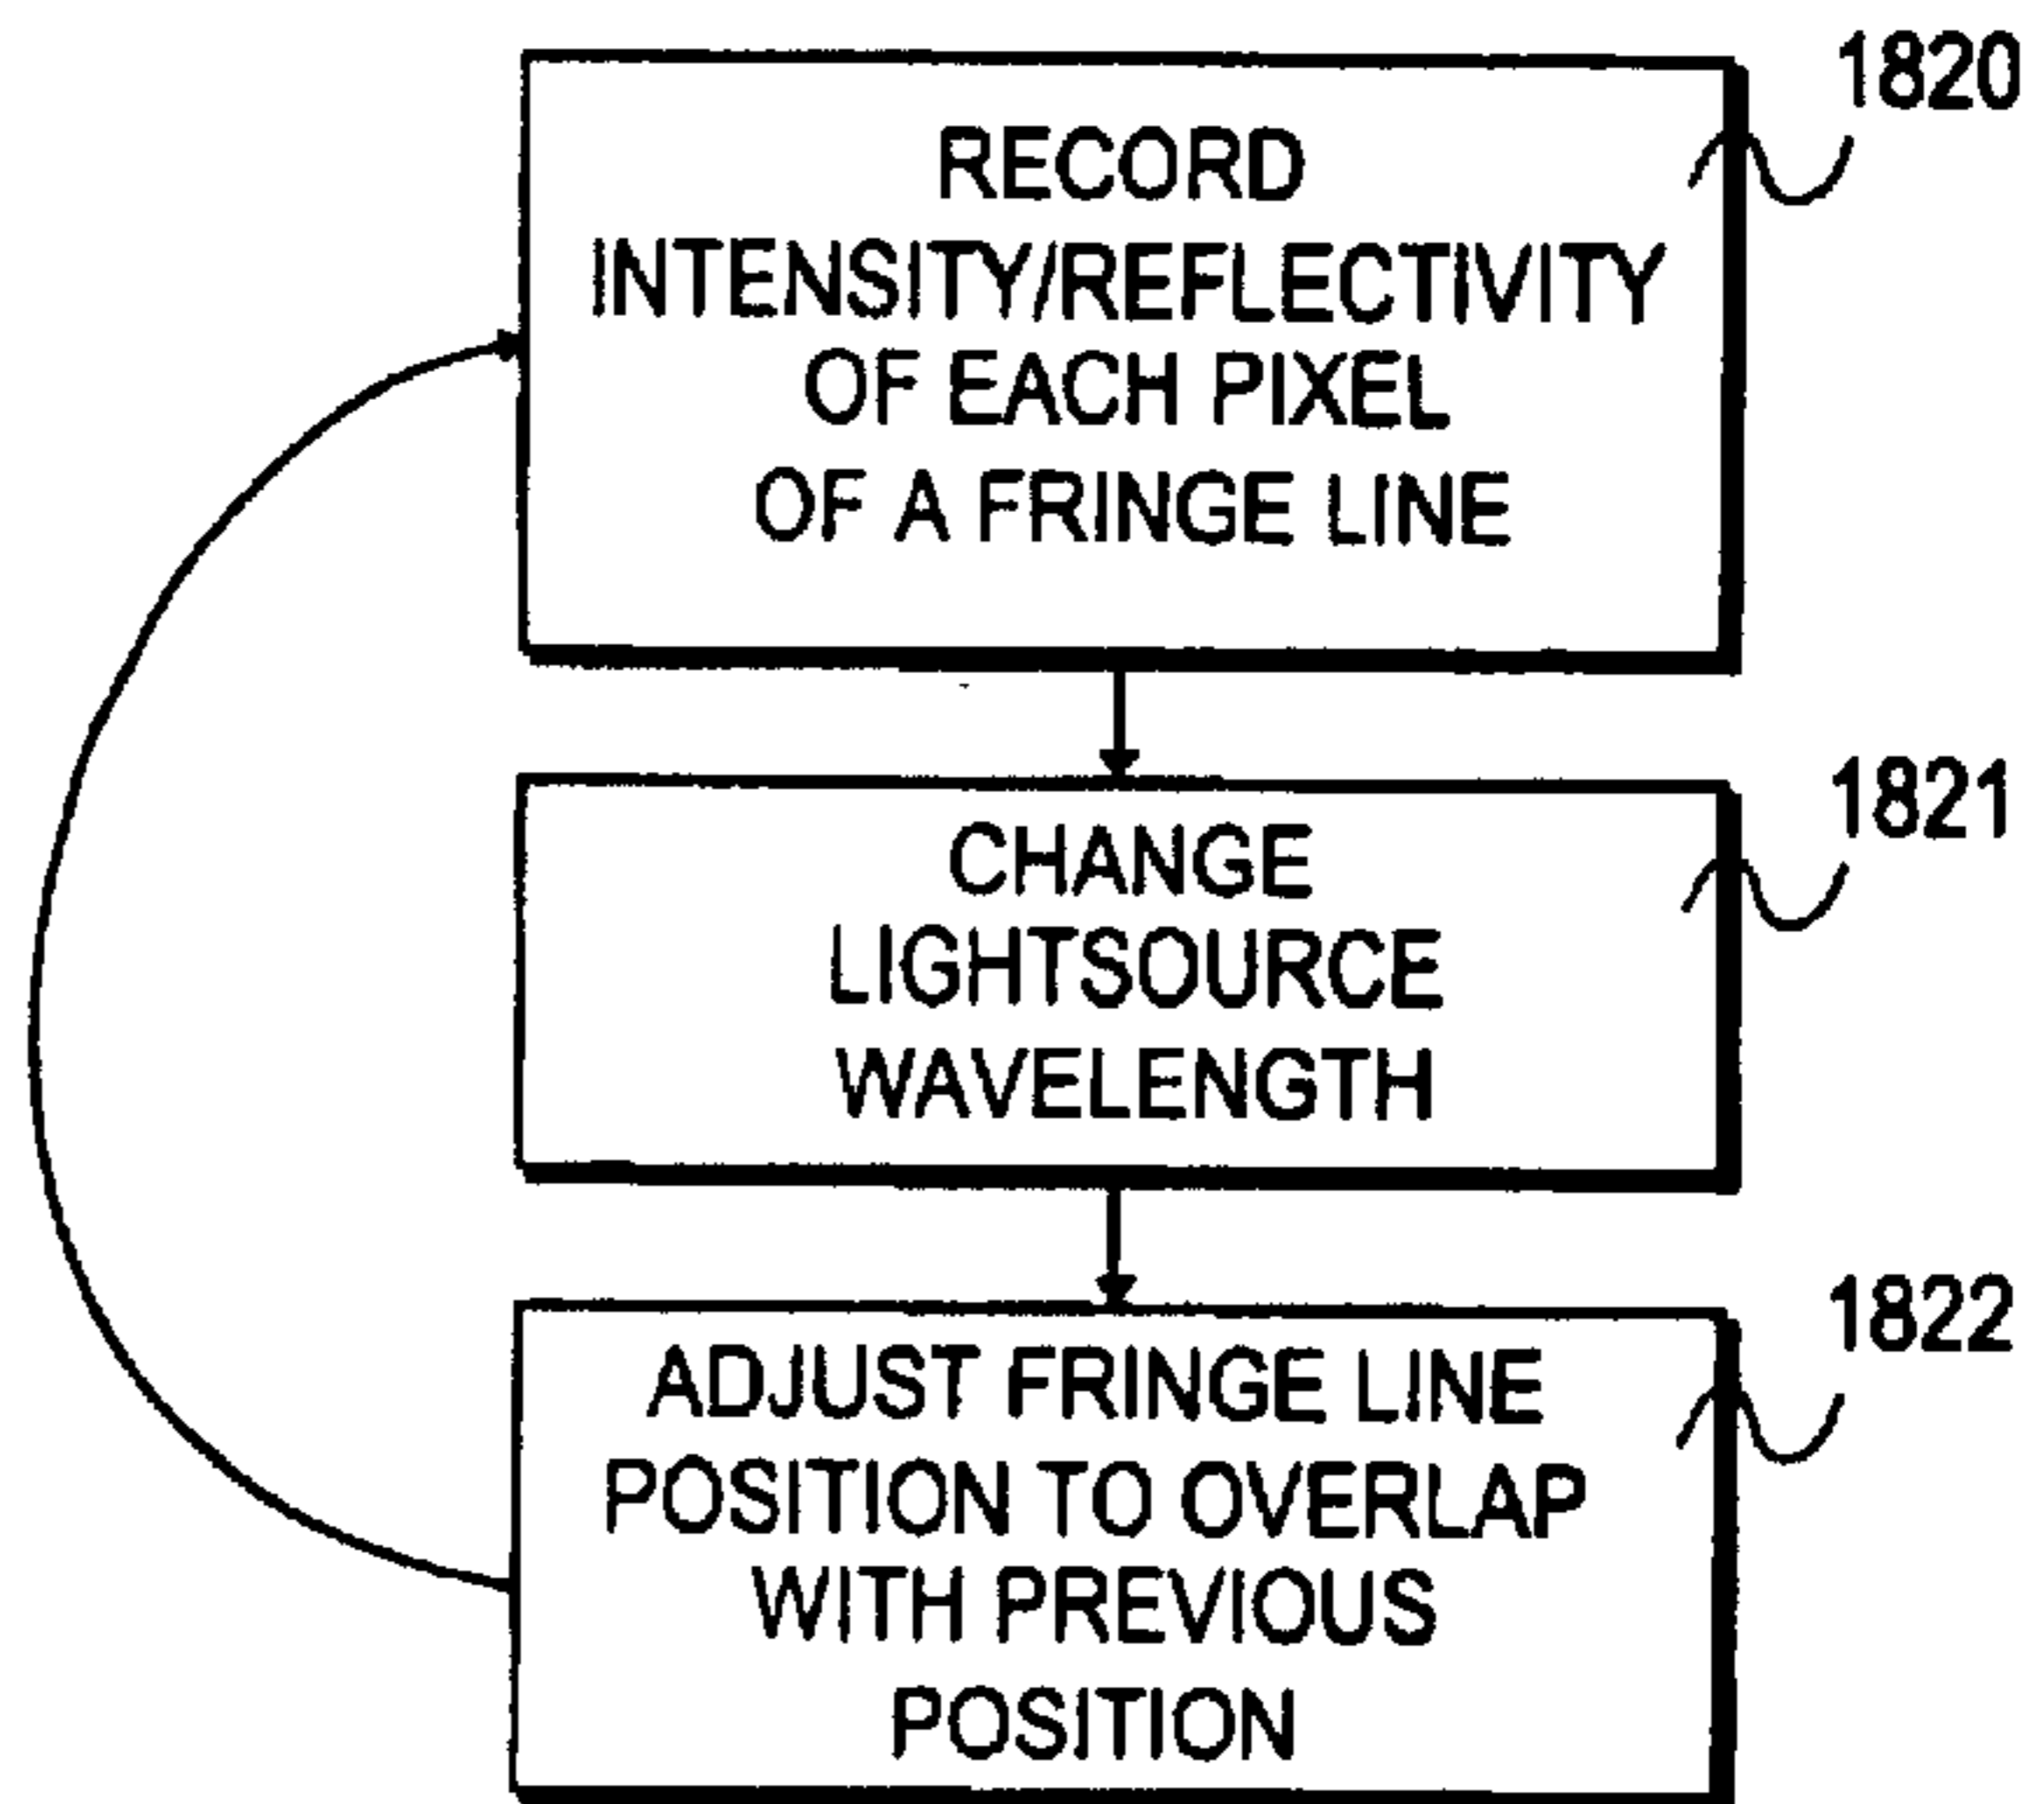 1820
RECORD
INTENSITY/REFLECTIVITY
OF EACH PIXEL
OF A FRINGE LINE
1821
CHANGE
LIGHTSOURCE
WAVELENGTH
1822
ADJUST FRINGE LINE
POSITION TO OVERLAP
WITH PREVIOUS
POSITION